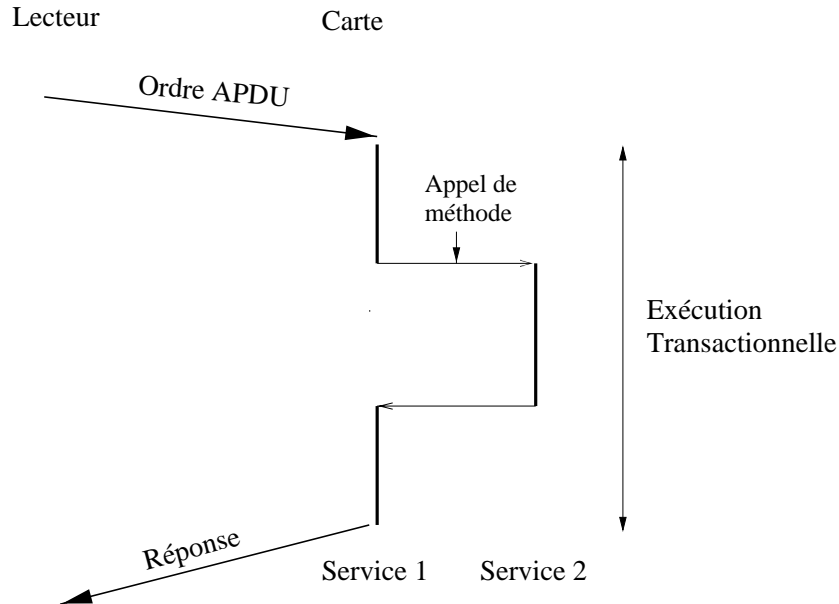 Lecteur
Carte
Ordre APDU
Appel de
méthode
Exécution
Transactionnelle
Réponse
Service 1
Service 2